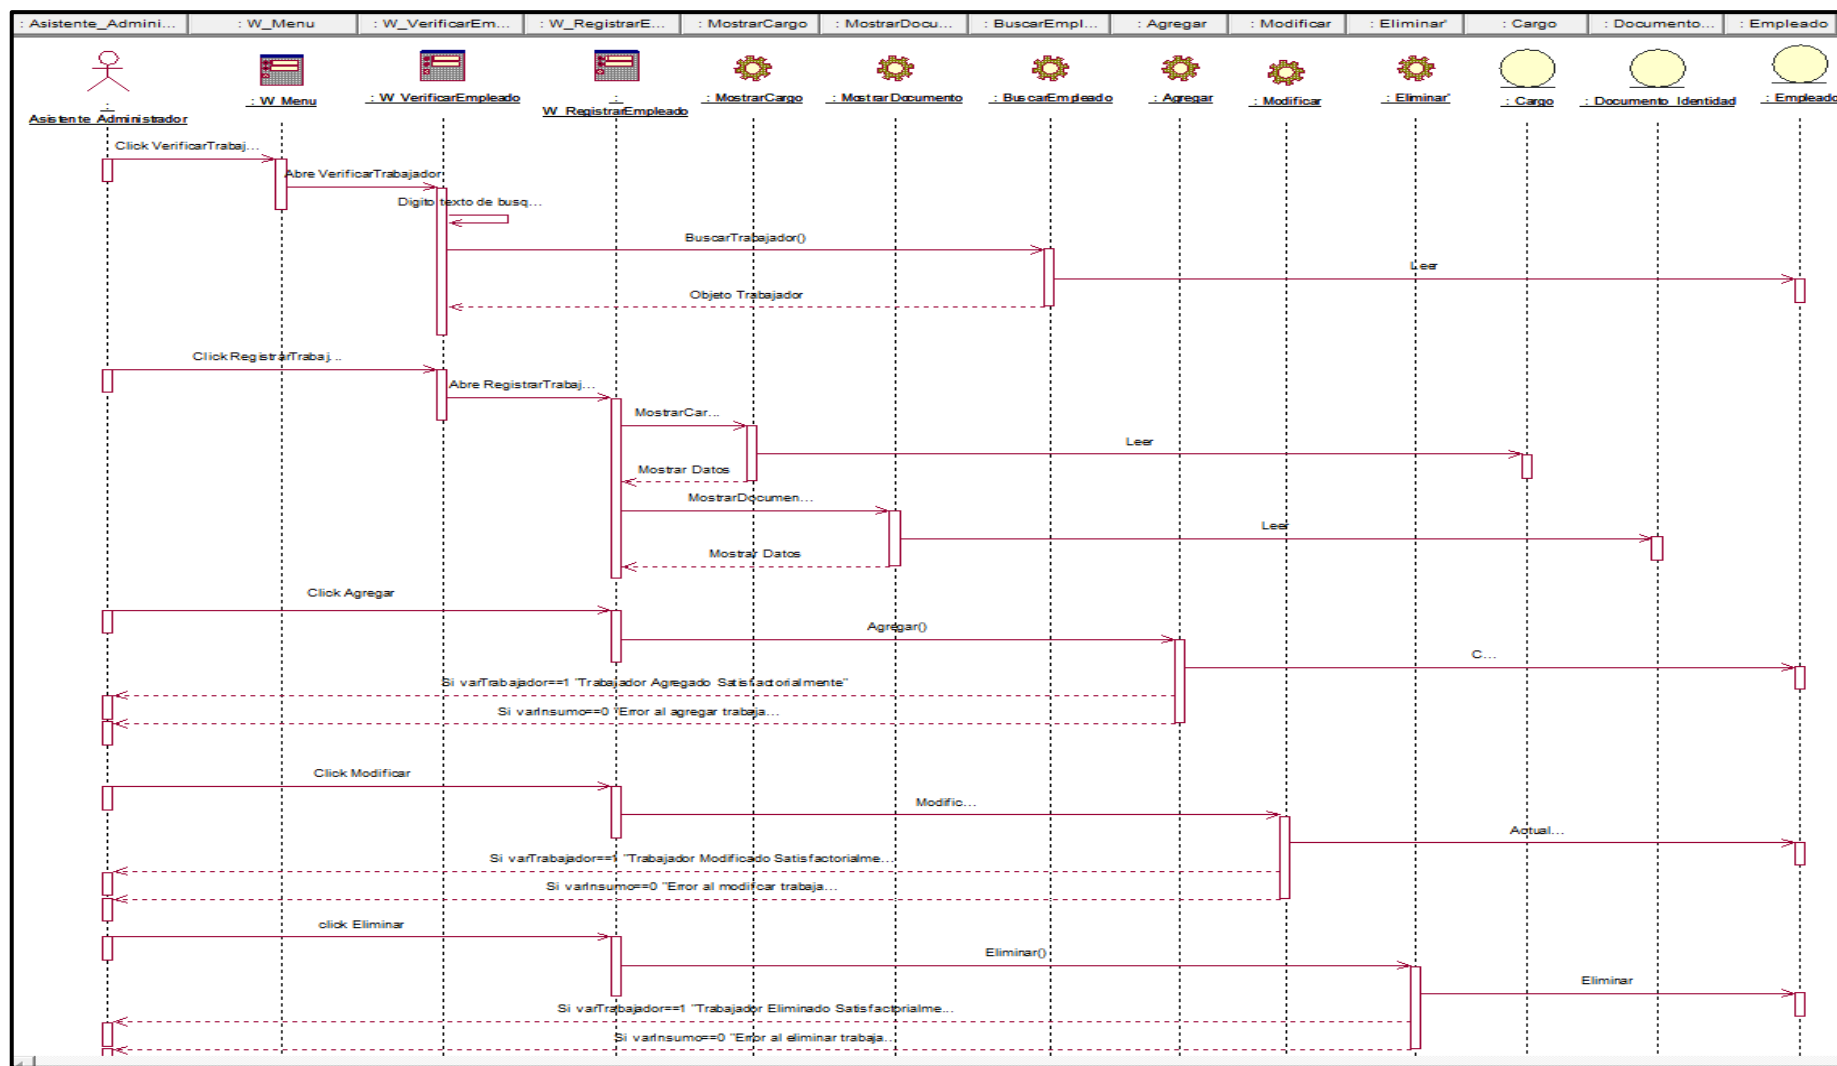 : Asistente_Admini...
: W_Menu
: W_VerificarEm...
: W_RegistrarE...
: MostrarCargo
: MostrarDocu...
: BuscarEmpl...
: Agregar
: Modificar
: Eliminar'
: Cargo
: Documento...
: Empleado
:
Asistente_Administrador
: W_Menu
: W_VerificarEmpleado
:
W_RegistrarEmpleado
: MostrarCargo
: MostrarDocumento
: BuscarEmpleado
: Agregar
: Modificar
: Eliminar'
: Cargo
: Documento_Identidad
: Empleado
Click VerificarTrabaj...
Abre VerificarTrabajador
Digito texto de busq...
BuscarTrabajador()
Leer
Objeto Trabajador
Click RegistrarTrabaj...
Abre RegistrarTrabaj...
MostrarCar...
Leer
Mostrar Datos
MostrarDocumen...
Leer
Mostrar Datos
Click Agregar
Agregar()
C...
Si varTrabajador==1 "Trabajador Agregado Satisfactorialmente"
Si varInsumo==0 "Error al agregar trabaja...
Click Modificar
Modific...
Actual...
Si varTrabajador==1 "Trabajador Modificado Satisfactorialme...
Si varInsumo==0 "Error al modifcar trabaja...
click Eliminar
Eliminar()
Eliminar
Si varTrabajador==1 "Trabajador Eliminado Satisfactorialme...
Si varInsumo==0 "Error al eliminar trabaja...